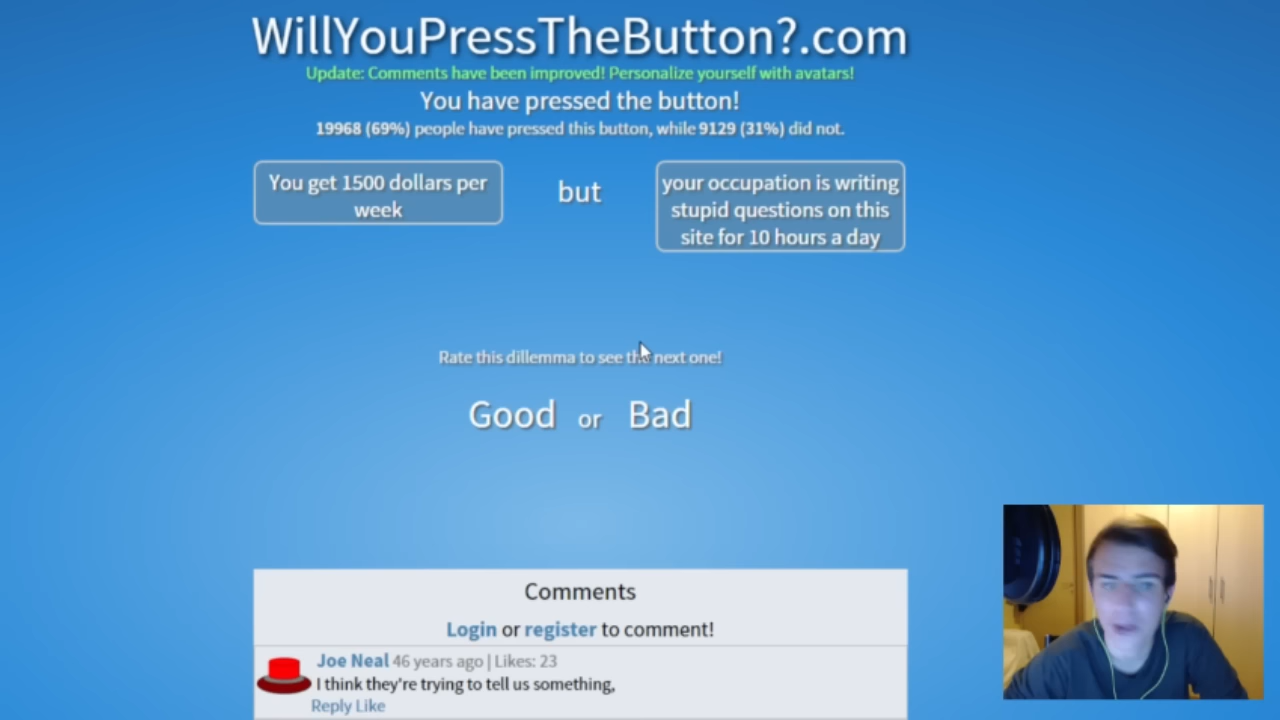 WillYouPressTheButton?.com
Update: Comments have been improved! Personalize yourself with avatars!
You have pressed the button!
19968 (69%) people have pressed this button, while 9129 (31%) did not.
You get 1500 dollars per
week
but
your occupation is writing
stupid questions on this
site for 10 hours a day
Rate this dillemma to see the next one!
Good or Bad
Comments
Login or register to comment!
Joe Neal 46 years ago | Likes: 23
I think they're trying to tell us something,
Reply Like